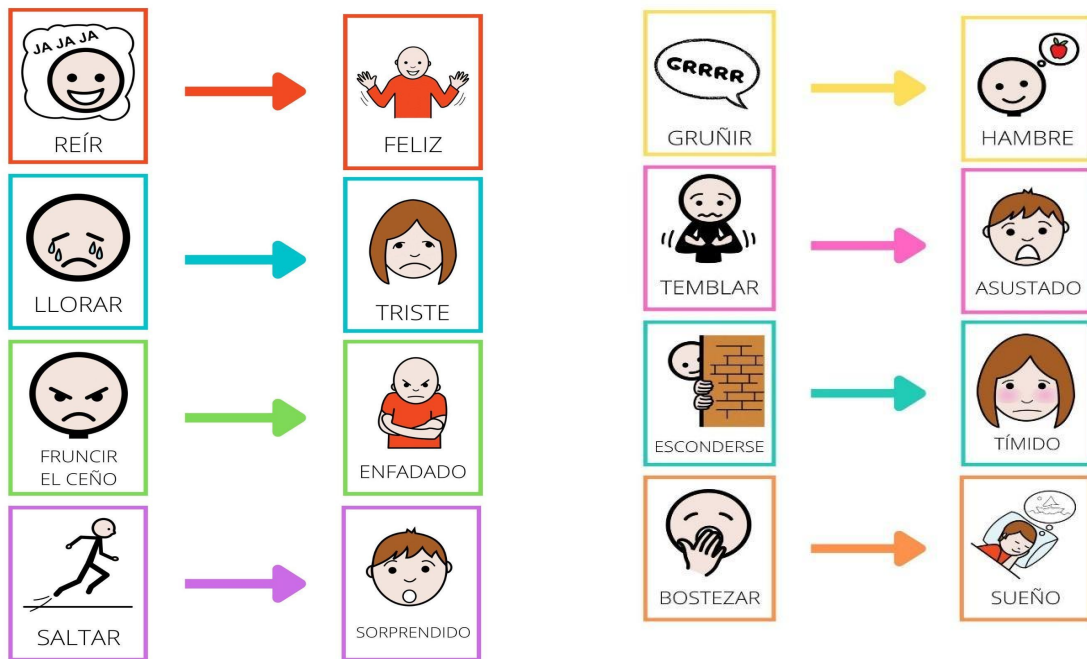 JA JA JA
REÍR
FELIZ
LLORAR
TRISTE
FRUNCIR
EL CEÑO
ENFADADO
SALTAR
SORPRENDIDO
GRRRR
GRUÑIR
HAMBRE
TEMBLAR
ASUSTADO
ESCONDERSE
TÍMIDO
BOSTEZAR
SUEÑO